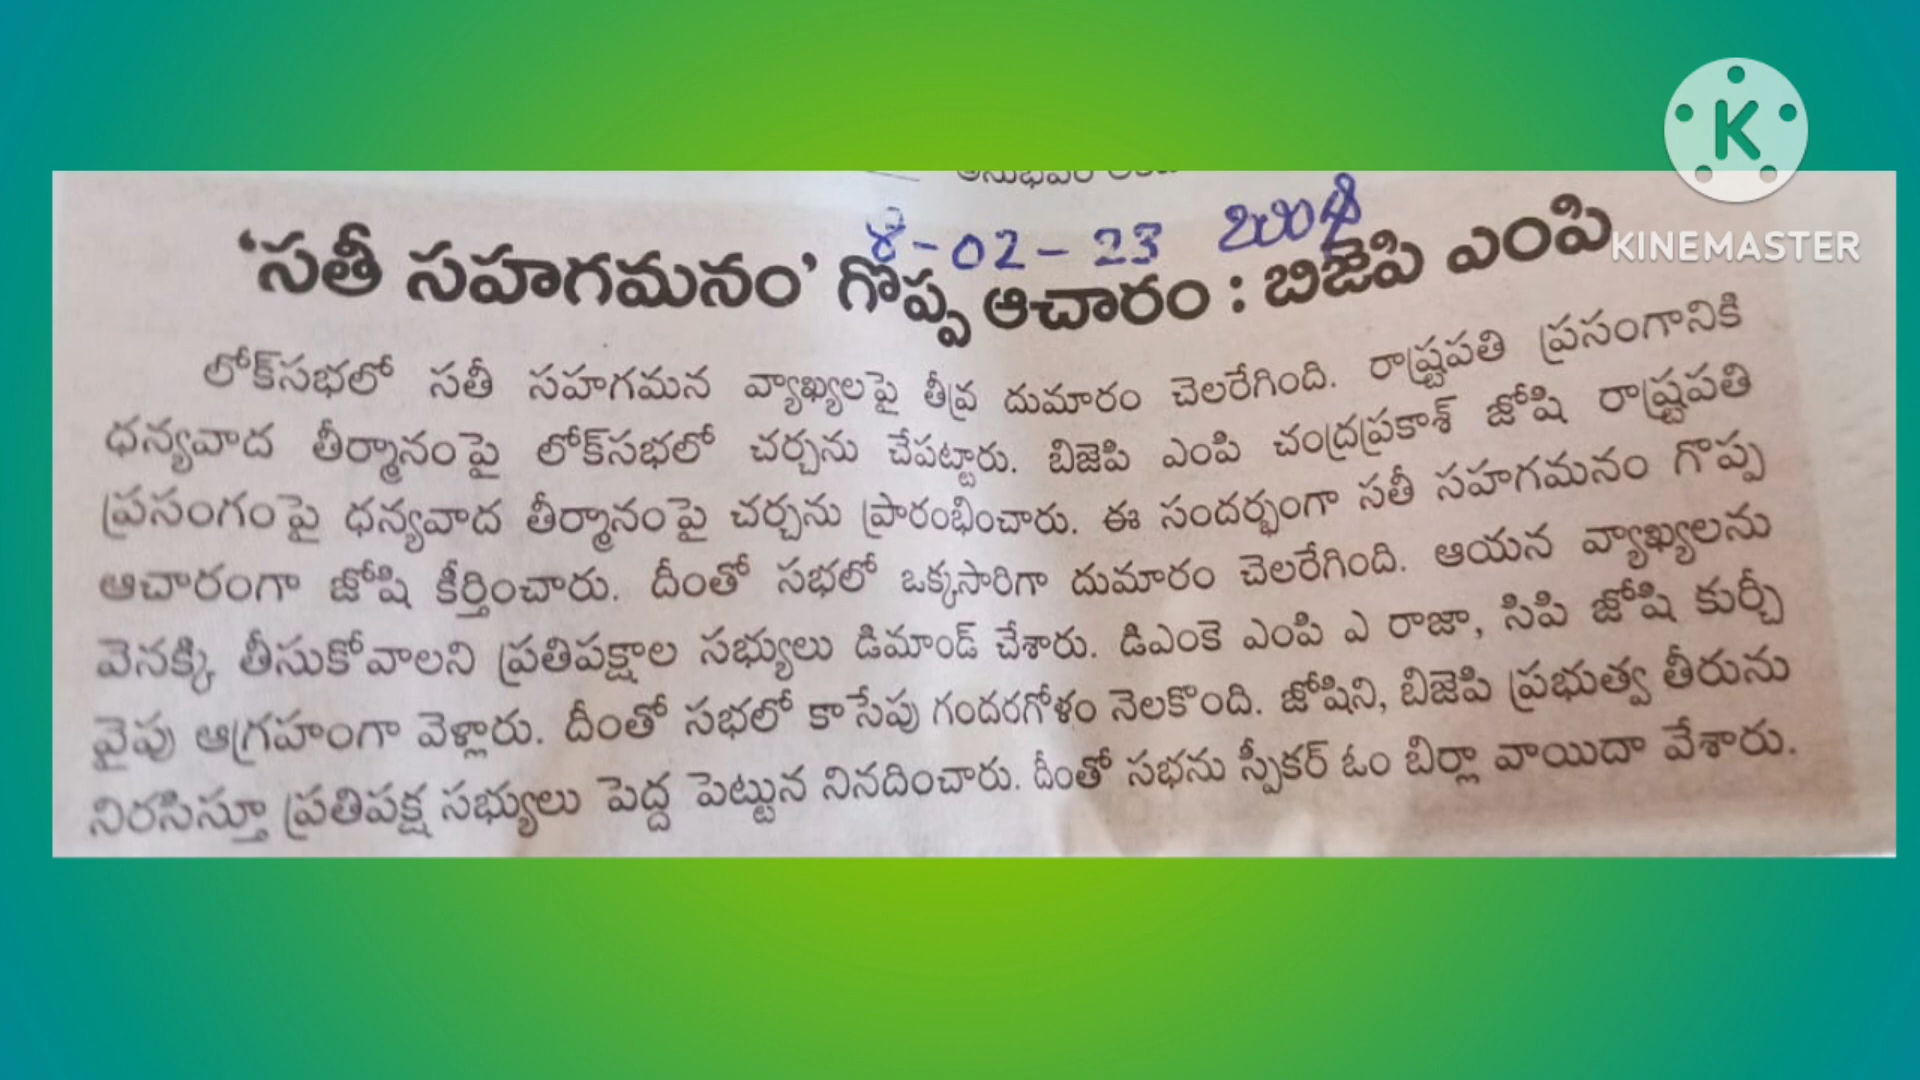 KINEMASTER
8-02-23
‘సతీ సహగమనం’ గొప్ప ఆచారం : బిజెపి ఎంపి
లోక్‌సభలో సతీ సహగమన వ్యాఖ్యలపై తీవ్ర దుమారం చెలరేగింది. రాష్ట్రపతి ప్రసంగానికి
ధన్యవాద తీర్మానంపై లోక్‌సభలో చర్చను చేపట్టారు. బిజెపి ఎంపి చంద్రప్రకాశ్ జోషి రాష్ట్రపతి
ప్రసంగంపై ధన్యవాద తీర్మానంపై చర్చను ప్రారంభించారు. ఈ సందర్భంగా సతీ సహగమనం గొప్ప
ఆచారంగా జోషి కీర్తించారు. దీంతో సభలో ఒక్కసారిగా దుమారం చెలరేగింది. ఆయన వ్యాఖ్యలను
వెనక్కి తీసుకోవాలని ప్రతిపక్షాల సభ్యులు డిమాండ్ చేశారు. డిఎంకె ఎంపి ఎ రాజా, సిపి జోషి కుర్చీ
వైపు ఆగ్రహంగా వెళ్లారు. దీంతో సభలో కాసేపు గందరగోళం నెలకొంది. జోషిని, బిజెపి ప్రభుత్వ తీరును
నిరసిస్తూ ప్రతిపక్ష సభ్యులు పెద్ద పెట్టున నినదించారు. దీంతో సభను స్పీకర్ ఓం బిర్లా వాయిదా వేశారు.